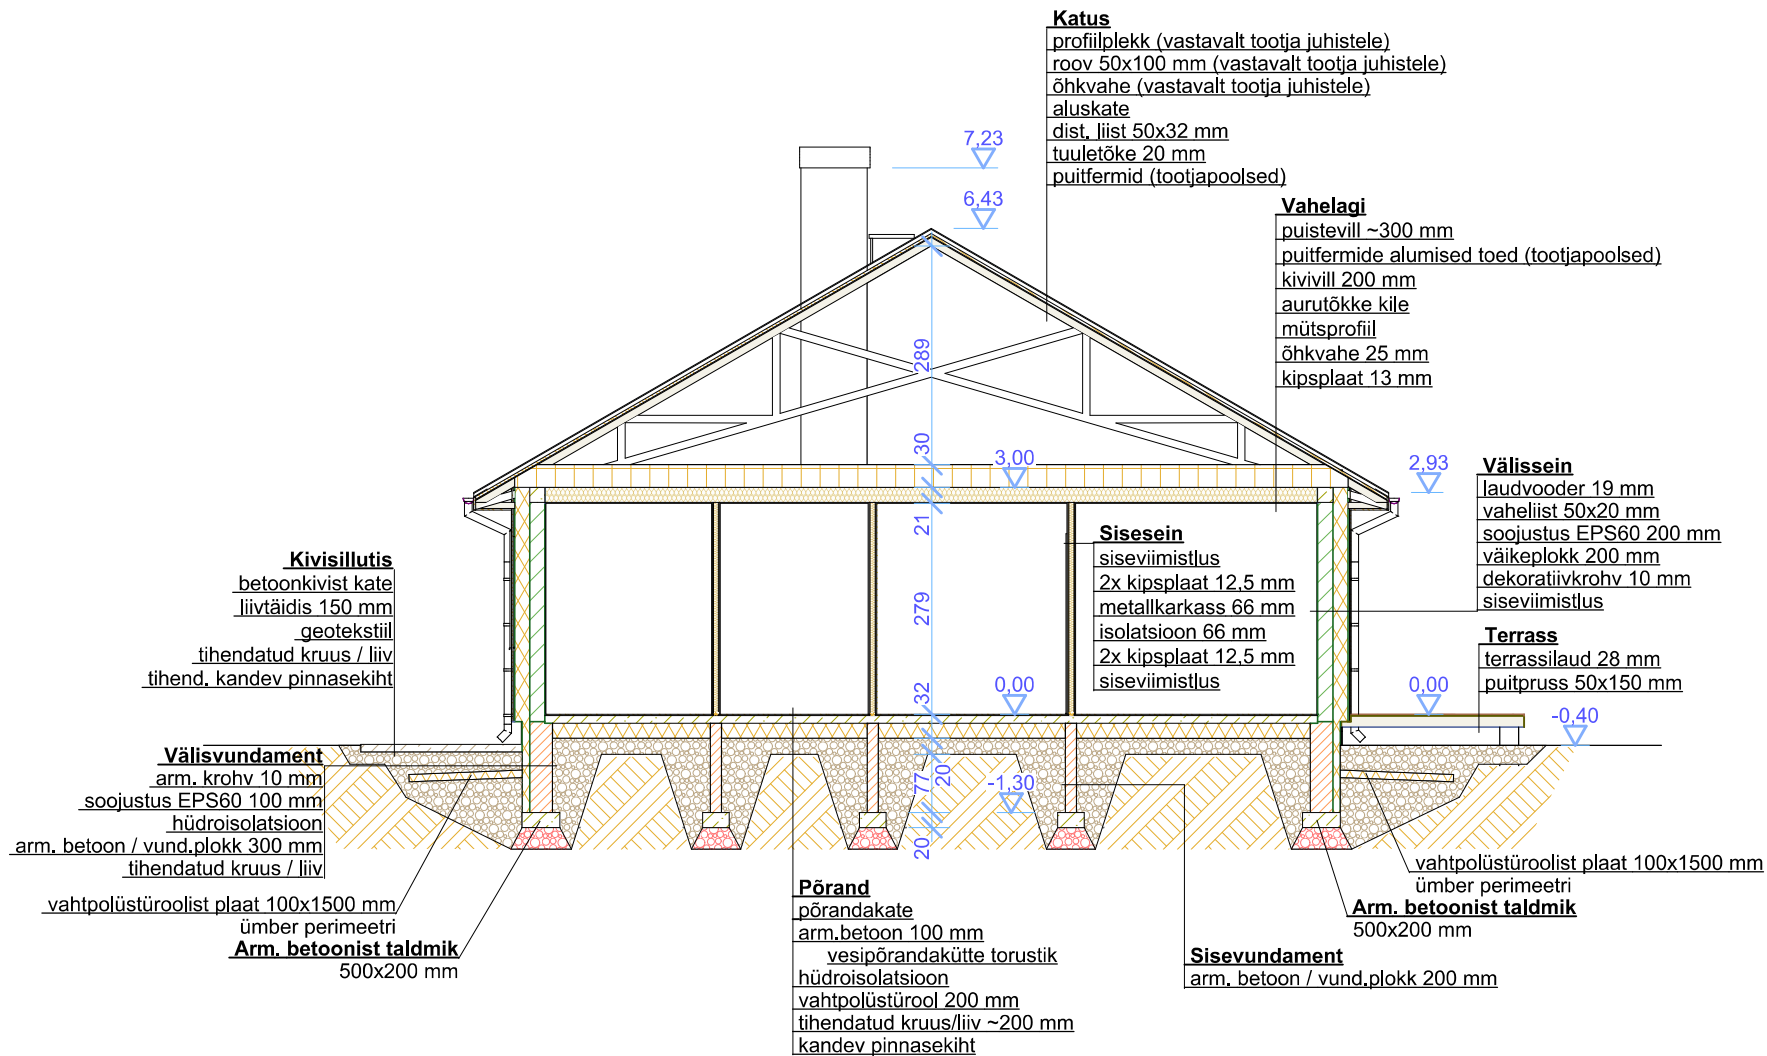 Katus
profiilplekk (vastavalt tootja juhistele)
roov 50x100 mm (vastavalt tootja juhistele)
õhkvahe (vastavalt tootja juhistele)
aluskate
dist. liist 50x32 mm
tuuletõke 20 mm
puitfermid (tootjapoolsed)
7,23
6,43
Vahelagi
puistevill ~300 mm
puitfermide alumised toed (tootjapoolsed)
kivivill 200 mm
aurutõkke kile
mütsprofiil
õhkvahe 25 mm
kipsplaat 13 mm
289
30
3,00
2,93
21
279
32
0,00
0,00
-0,40
20
77
-1,30
20
Välissein
laudvooder 19 mm
vaheliist 50x20 mm
soojustus EPS60 200 mm
väikeplokk 200 mm
dekoratiivkrohv 10 mm
siseviimistlus
Sisesein
siseviimistlus
2x kipsplaat 12,5 mm
metallkarkass 66 mm
isolatsioon 66 mm
2x kipsplaat 12,5 mm
siseviimistlus
Kivisillutis
betoonkivist kate
liivtäidis 150 mm
geotekstiil
tihendatud kruus / liiv
tihend. kandev pinnasekiht
Terrass
terrassilaud 28 mm
puitpruss 50x150 mm
Välisvundament
arm. krohv 10 mm
soojustus EPS60 100 mm
hüdroisolatsioon
arm. betoon / vund.plokk 300 mm
tihendatud kruus / liiv
vahtpolüstüroolist plaat 100x1500 mm
ümber perimeetri
Arm. betoonist taldmik
500x200 mm
Põrand
põrandakate
arm.betoon 100 mm
vesipõrandakütte torustik
hüdroisolatsioon
vahtpolüstürool 200 mm
tihendatud kruus/liiv ~200 mm
kandev pinnasekiht
vahtpolüstüroolist plaat 100x1500 mm
ümber perimeetri
Arm. betoonist taldmik
500x200 mm
Sisevundament
arm. betoon / vund.plokk 200 mm